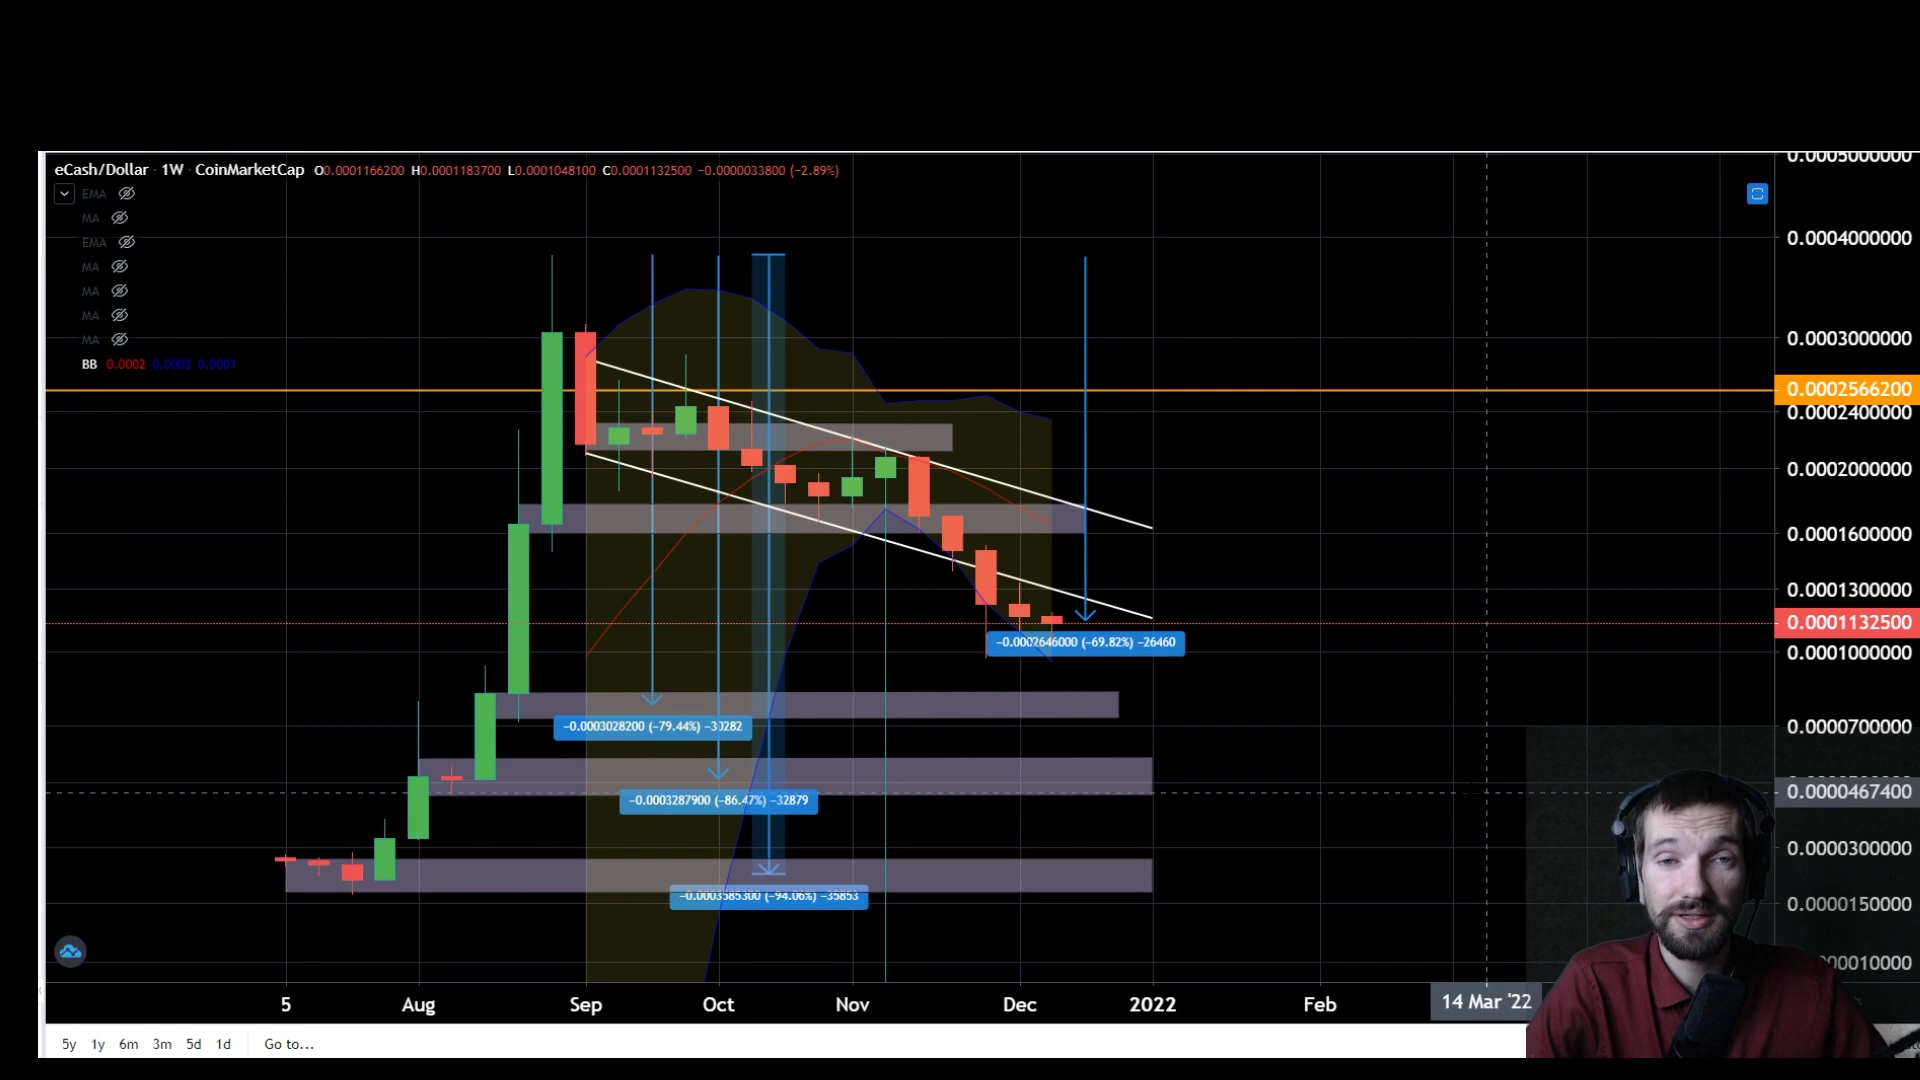 eCash/Dollar · 1W · CoinMarketCap O0.0001166200 H0.0001183700 L0.0001048100 C0.0001132500 −0.0000033800 (−2.89%)
EMA
MA
EMA
MA
MA
MA
MA
BB 0.0002 0.0002 0.0001
0.0005000000
0.0004000000
0.0003000000
0.0002566200
0.0002400000
0.0002000000
0.0001600000
0.0001300000
0.0001132500
0.0001000000
0.0000700000
0.0000467400
0.0000300000
0.0000150000
−0.0002646000 (−69.82%) −26460
−0.0003028200 (−79.44%) −30282
−0.0003287900 (−86.47%) −32879
−0.0003585300 (−94.06%) −35853
5 Aug Sep Oct Nov Dec 2022 Feb 14 Mar '22
5y 1y 6m 3m 5d 1d Go to...